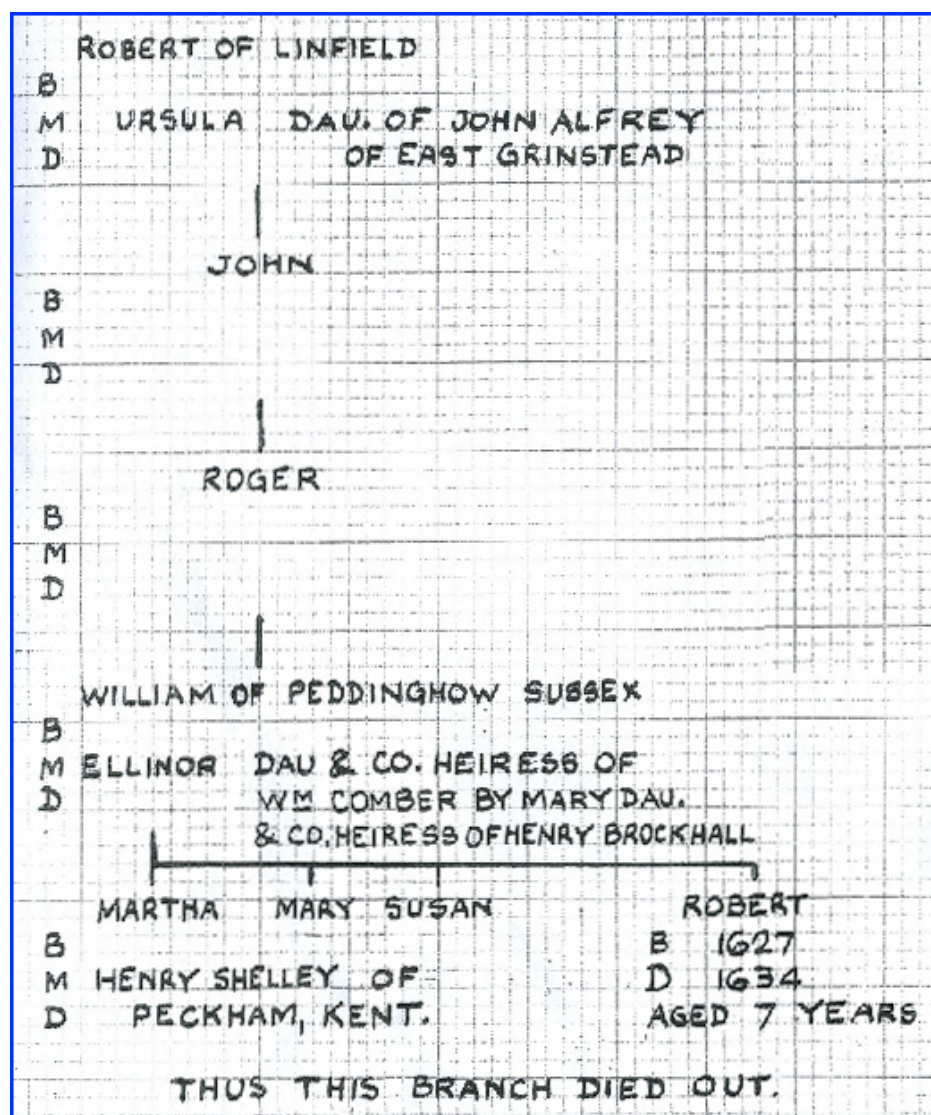 ROBERT OF LINFIELD
B
M URSULA DAU. OF JOHN ALFREY
D OF EAST GRINSTEAD
JOHN
B
M
D
ROGER
B
M
D
WILLIAM OF PEDDINGHOW SUSSEX
B
M ELLINOR DAU & CO. HEIRESS OF
D WM COMBER BY MARY DAU.
& CO. HEIRESS OF HENRY BROCKHALL
MARTHA MARY SUSAN ROBERT
B B 1627
M HENRY SHELLEY OF D 1634
D PECKHAM, KENT. AGED 7 YEARS
THUS THIS BRANCH DIED OUT.